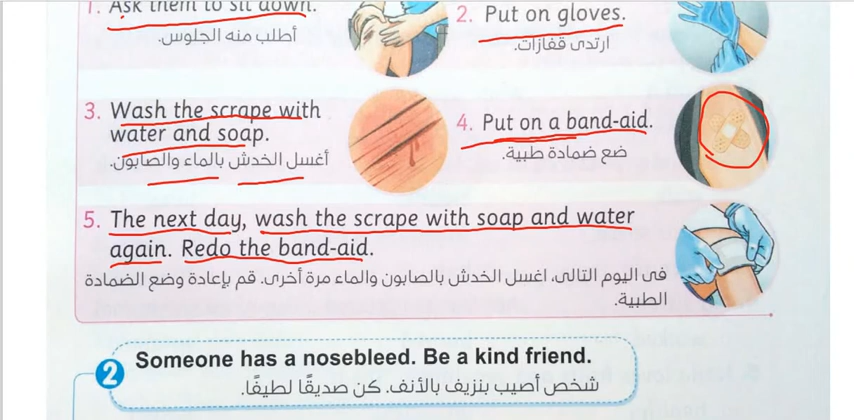 1. Ask them to sit down.
أطلب منه الجلوس.
2. Put on gloves.
ارتدى قفازات.
3. Wash the scrape with
water and soap.
أغسل الخدش بالماء والصابون.
4. Put on a band-aid.
ضع ضمادة طبية.
5. The next day, wash the scrape with soap and water
again. Redo the band-aid.
فى اليوم التالى، اغسل الخدش بالصابون والماء مرة أخرى. قم بإعادة وضع الضمادة
الطبية.
2 Someone has a nosebleed. Be a kind friend.
شخص أصيب بنزيف بالأنف. كن صديقًا لطيفًا.